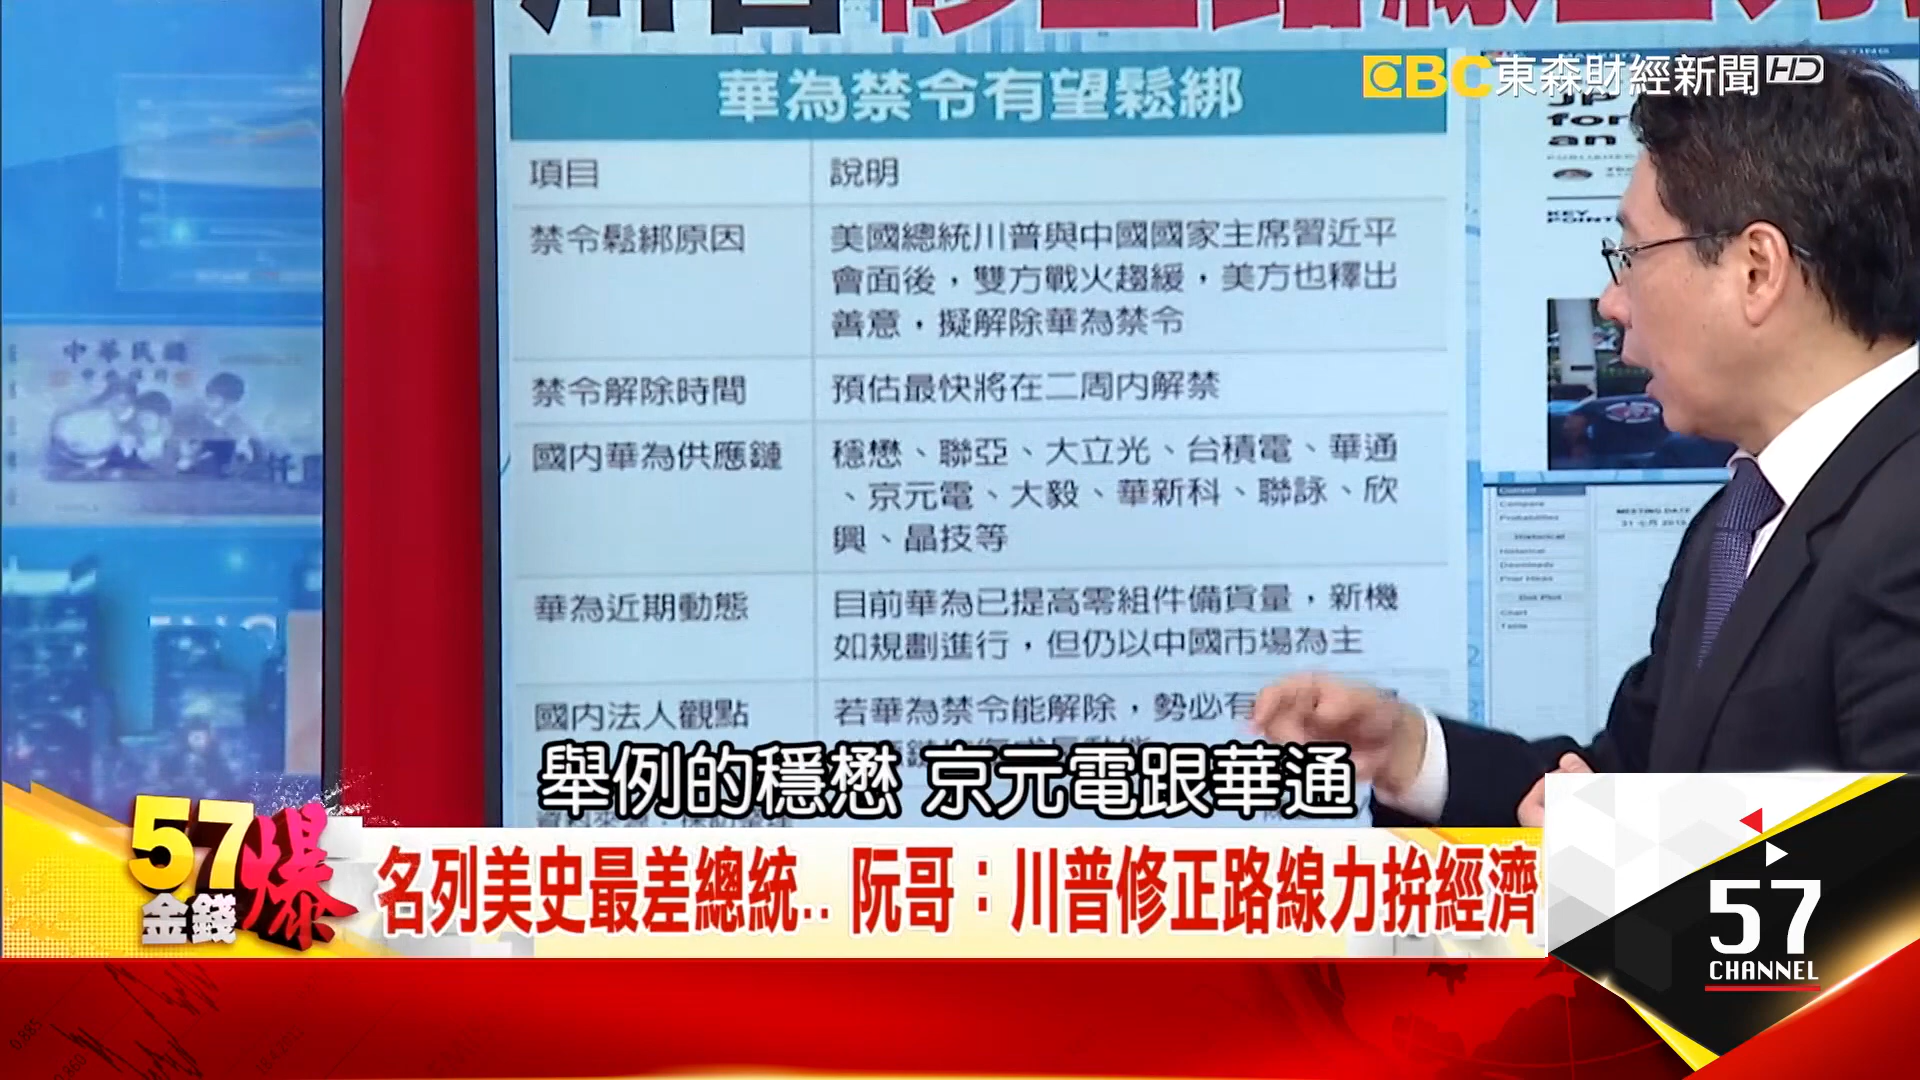 EBC東森財經新聞HD
華為禁令有望鬆綁
項目 說明
禁令鬆綁原因 美國總統川普與中國國家主席習近平
會面後，雙方戰火趨緩，美方也釋出
善意，擬解除華為禁令
禁令解除時間 預估最快將在二周內解禁
國內華為供應鏈 穩懋、聯亞、大立光、台積電、華通
、京元電、大毅、華新科、聯詠、欣
興、晶技等
華為近期動態 目前華為已提高零組件備貨量，新機
如規劃進行，但仍以中國市場為主
國內法人觀點 若華為禁令能解除，勢必有
JP
for
an
KEY
POINT
MEETING DATE
中華民國
舉例的穩懋 京元電跟華通
57金錢爆
名列美史最差總統.. 阮哥：川普修正路線力拚經濟
57
CHANNEL